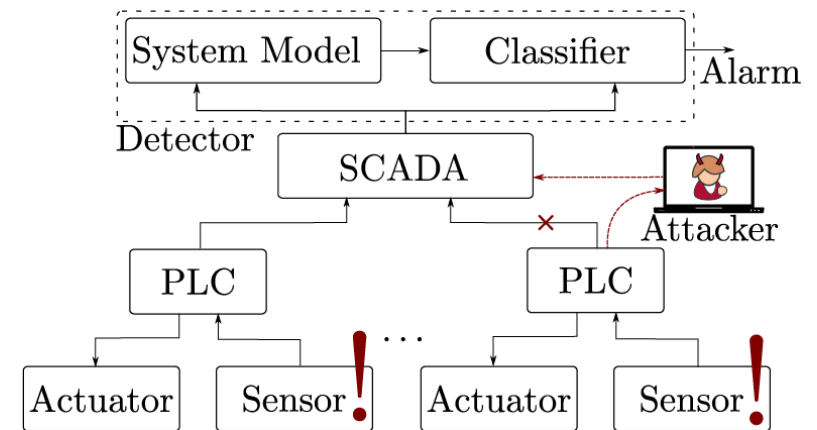 System Model
Classifier
Alarm
Detector
SCADA
Attacker
PLC
PLC
...
Actuator
Sensor
!
Actuator
Sensor
!